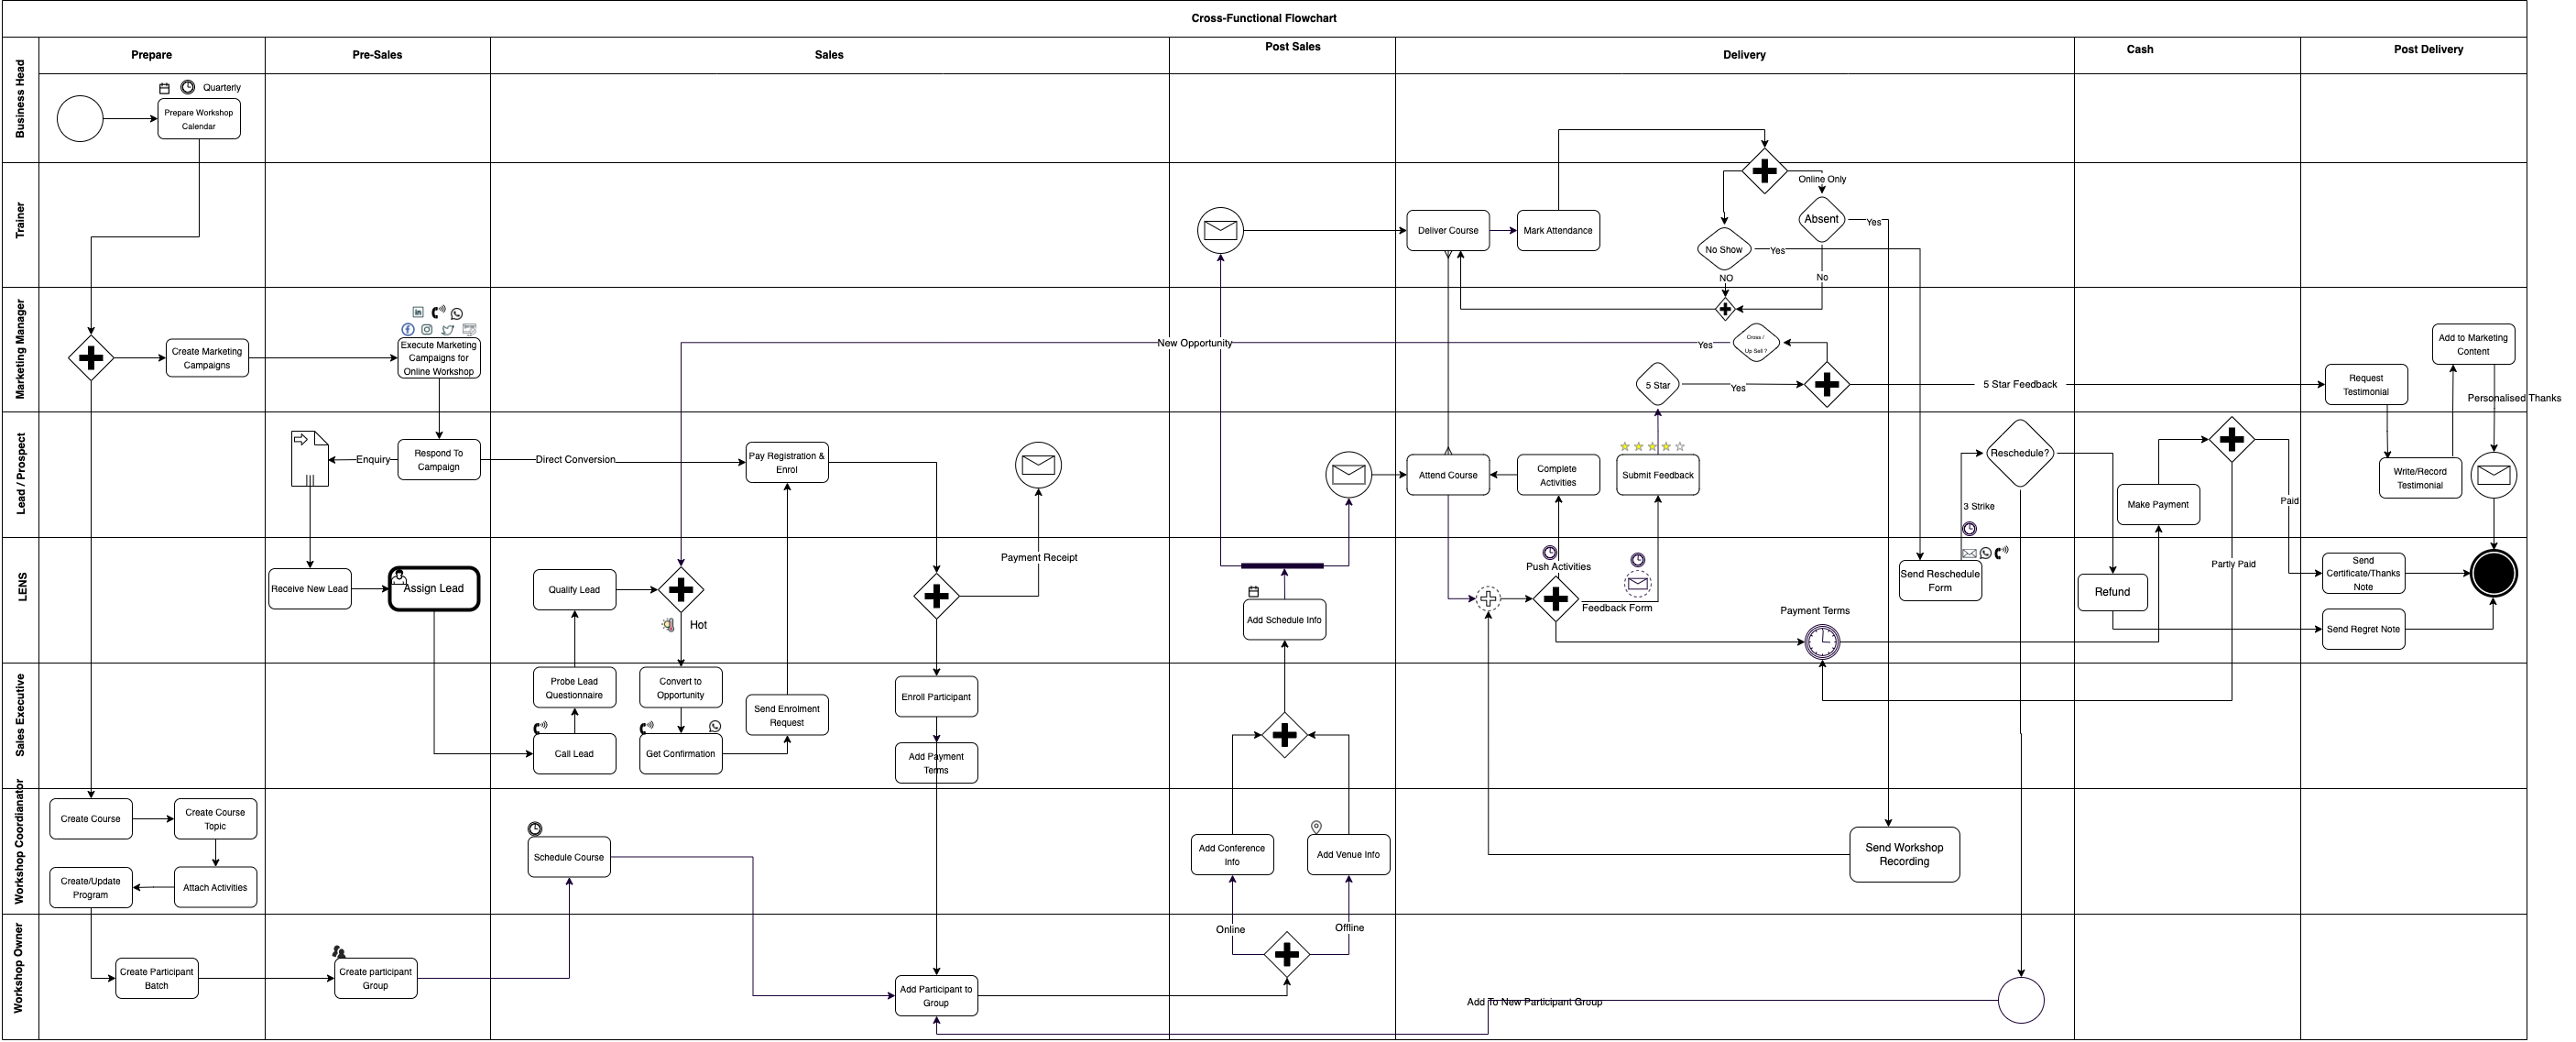 Cross-Functional Flowchart
Prepare
Pre-Sales
Sales
Post Sales
Delivery
Cash
Post Delivery
Business Head
Quarterly
Prepare Workshop
Calendar
Trainer
Online Only
Absent
Yes
Deliver Course
Mark Attendance
No Show
Yes
NO
No
Marketing Manager
Create Marketing
Campaigns
Execute Marketing
Campaigns for
Online Workshop
New Opportunity
Yes
Cross /
Up Sell ?
5 Star
Yes
5 Star Feedback
Add to Marketing
Content
Request
Testimonial
Personalised Thanks
Lead / Prospect
Enquiry
Respond To
Campaign
Direct Conversion
Pay Registration &
Enrol
Payment Receipt
Attend Course
Complete
Activities
Submit Feedback
Reschedule?
3 Strike
Make Payment
Paid
Write/Record
Testimonial
LENS
Receive New Lead
Assign Lead
Qualify Lead
Hot
Add Schedule Info
Push Activities
Feedback Form
Payment Terms
Send Reschedule
Form
Refund
Partly Paid
Send
Certificate/Thanks
Note
Send Regret Note
Sales Executive
Probe Lead
Questionnaire
Call Lead
Convert to
Opportunity
Get Confirmation
Send Enrolment
Request
Enroll Participant
Add Payment
Terms
Workshop Coordianator
Create Course
Create Course
Topic
Create/Update
Program
Attach Activities
Schedule Course
Add Conference
Info
Add Venue Info
Send Workshop
Recording
Workshop Owner
Create Participant
Batch
Create participant
Group
Add Participant to
Group
Online
Offline
Add To New Participant Group